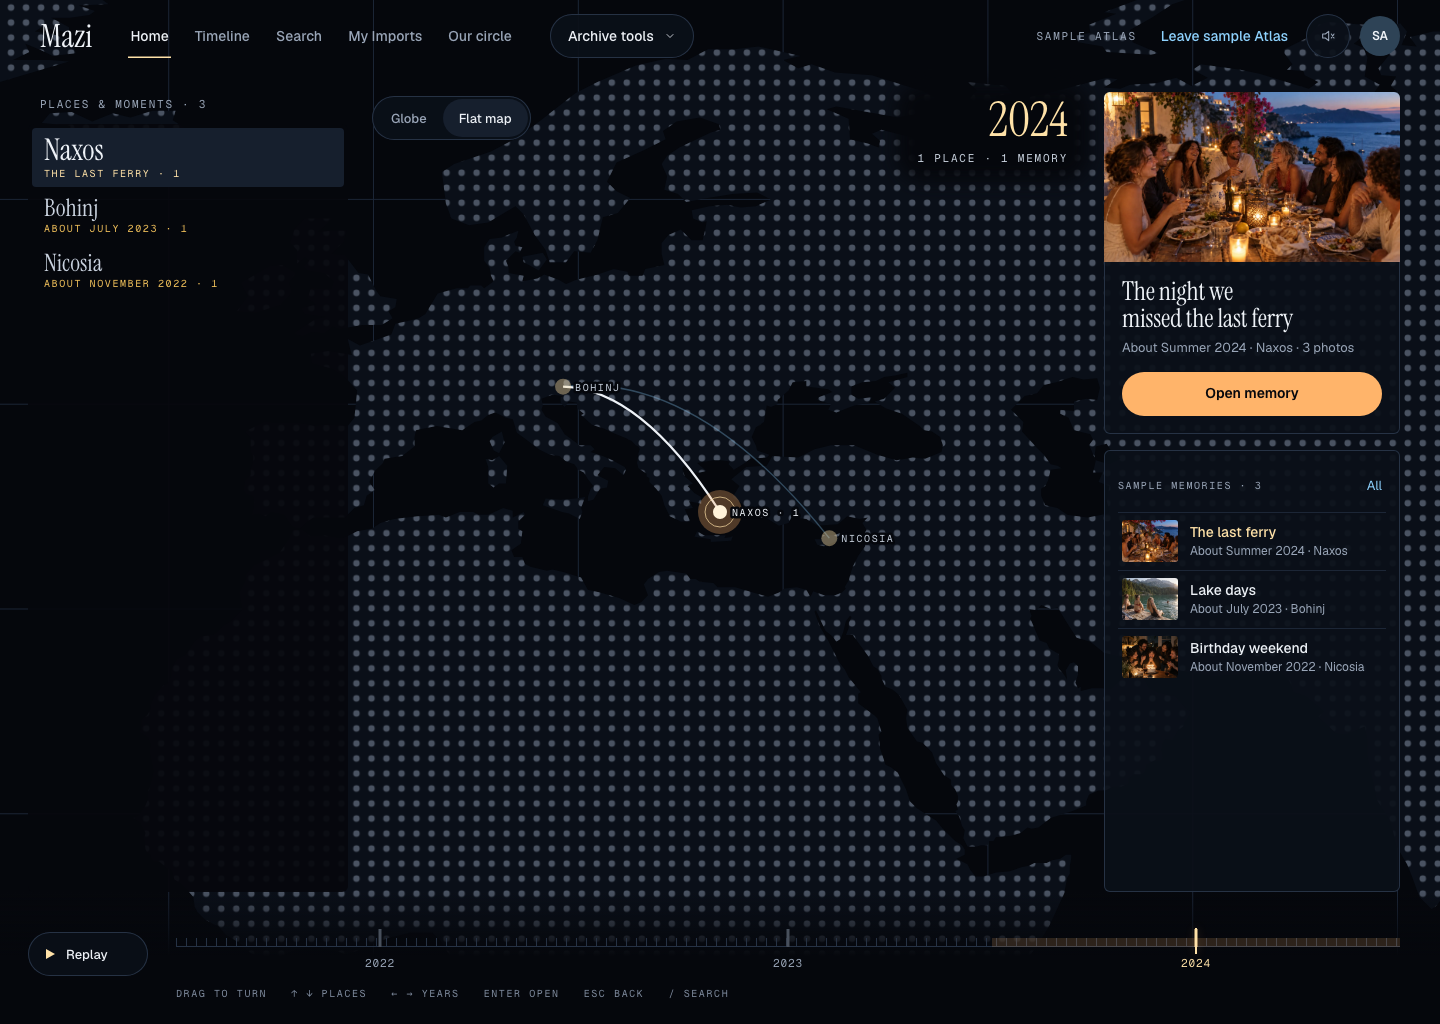 Mazi
Home
Timeline
Search
My Imports
Our circle
Archive tools
SAMPLE ATLAS
Leave sample Atlas
SA
PLACES & MOMENTS · 3
Naxos
THE LAST FERRY · 1
Bohinj
ABOUT JULY 2023 · 1
Nicosia
ABOUT NOVEMBER 2022 · 1
Globe
Flat map
2024
1 PLACE · 1 MEMORY
BOHINJ
NAXOS · 1
NICOSIA
The night we
missed the last ferry
About Summer 2024 · Naxos · 3 photos
Open memory
SAMPLE MEMORIES · 3
All
The last ferry
About Summer 2024 · Naxos
Lake days
About July 2023 · Bohinj
Birthday weekend
About November 2022 · Nicosia
Replay
2022
2023
2024
DRAG TO TURN
↑ ↓ PLACES
← → YEARS
ENTER OPEN
ESC BACK
/ SEARCH